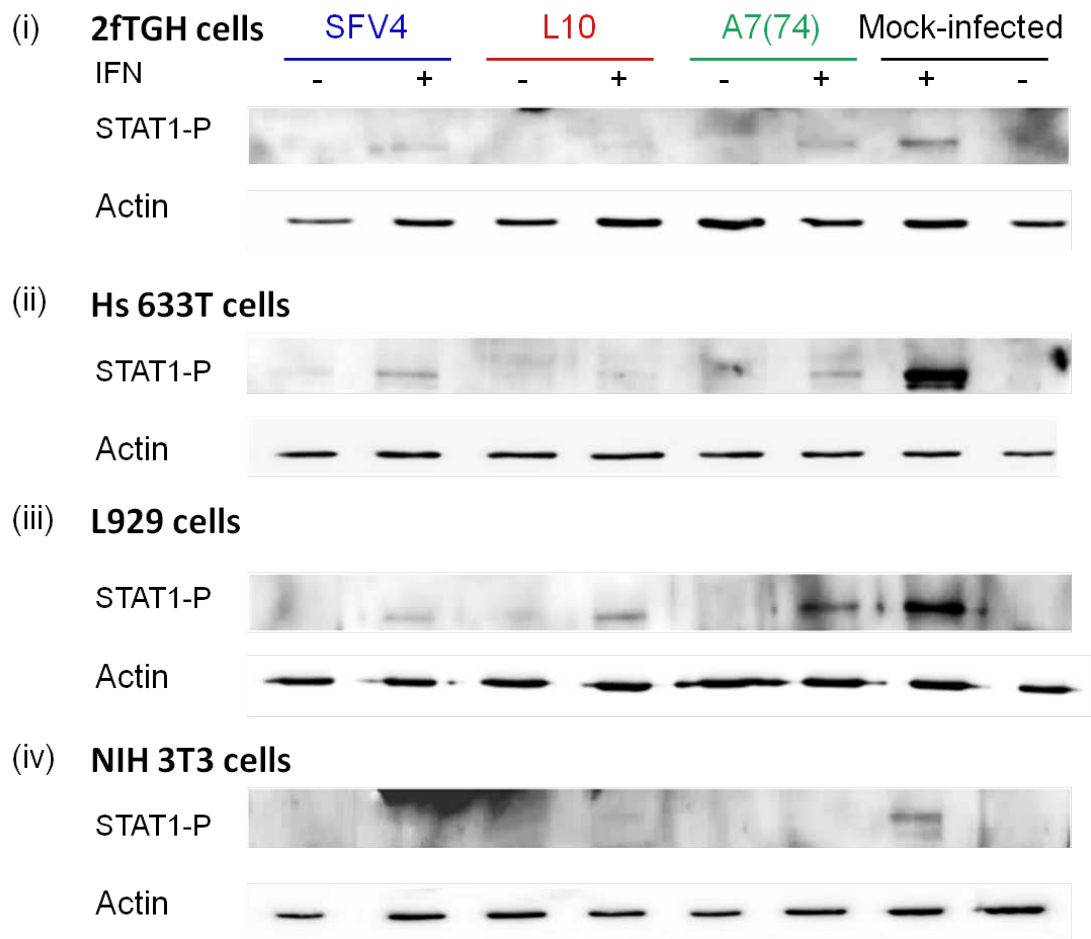 (i) 2fTGH cells SFV4 L10 A7(74) Mock-infected
IFN - + - + - + + -
STAT1-P
Actin
(ii) Hs 633T cells
STAT1-P
Actin
(iii) L929 cells
STAT1-P
Actin
(iv) NIH 3T3 cells
STAT1-P
Actin